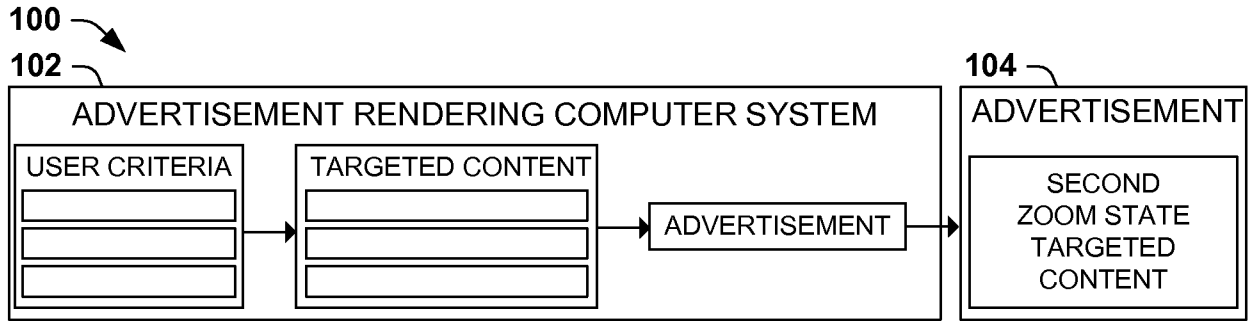 100
102
104
ADVERTISEMENT RENDERING COMPUTER SYSTEM
USER CRITERIA
TARGETED CONTENT
ADVERTISEMENT
ADVERTISEMENT
SECOND
ZOOM STATE
TARGETED
CONTENT